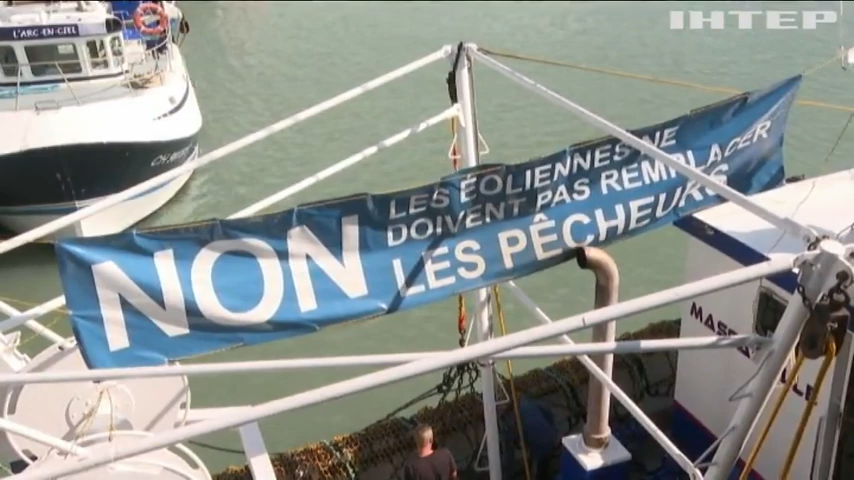 L'ARC-EN-CIEL
ІНТЕР
NON
LES ÉOLIENNES NE
DOIVENT PAS REMPLACER
LES PÊCHEURS